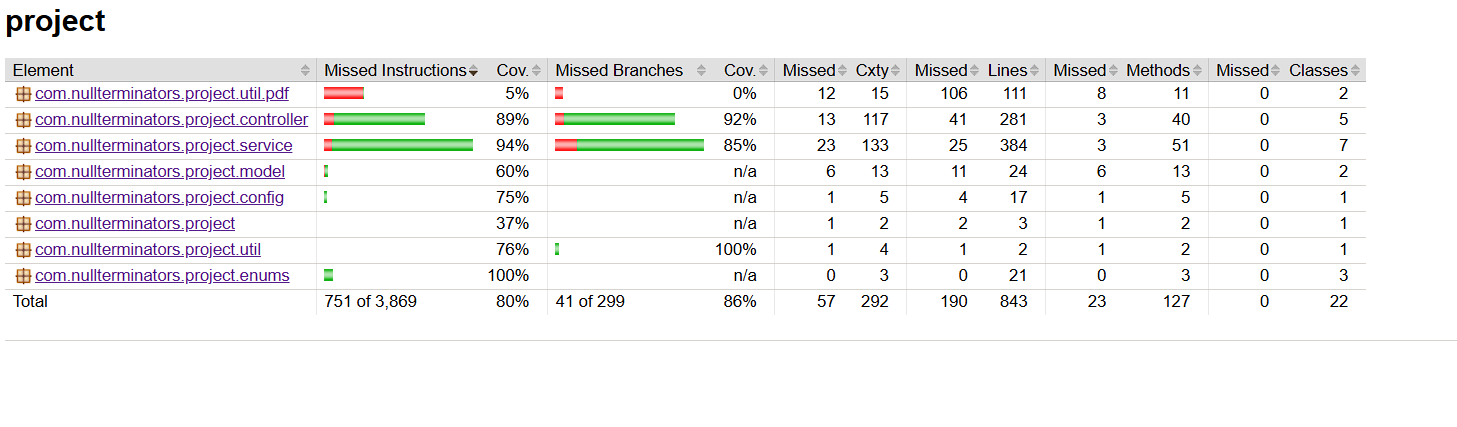 project
Element Missed Instructions Cov. Missed Branches Cov. Missed Cxty Missed Lines Missed Methods Missed Classes
com.nullterminators.project.util.pdf 5% 0% 12 15 106 111 8 11 0 2
com.nullterminators.project.controller 89% 92% 13 117 41 281 3 40 0 5
com.nullterminators.project.service 94% 85% 23 133 25 384 3 51 0 7
com.nullterminators.project.model 60% n/a 6 13 11 24 6 13 0 2
com.nullterminators.project.config 75% n/a 1 5 4 17 1 5 0 1
com.nullterminators.project 37% n/a 1 2 2 3 1 2 0 1
com.nullterminators.project.util 76% 100% 1 4 1 2 1 2 0 1
com.nullterminators.project.enums 100% n/a 0 3 0 21 0 3 0 3
Total 751 of 3,869 80% 41 of 299 86% 57 292 190 843 23 127 0 22